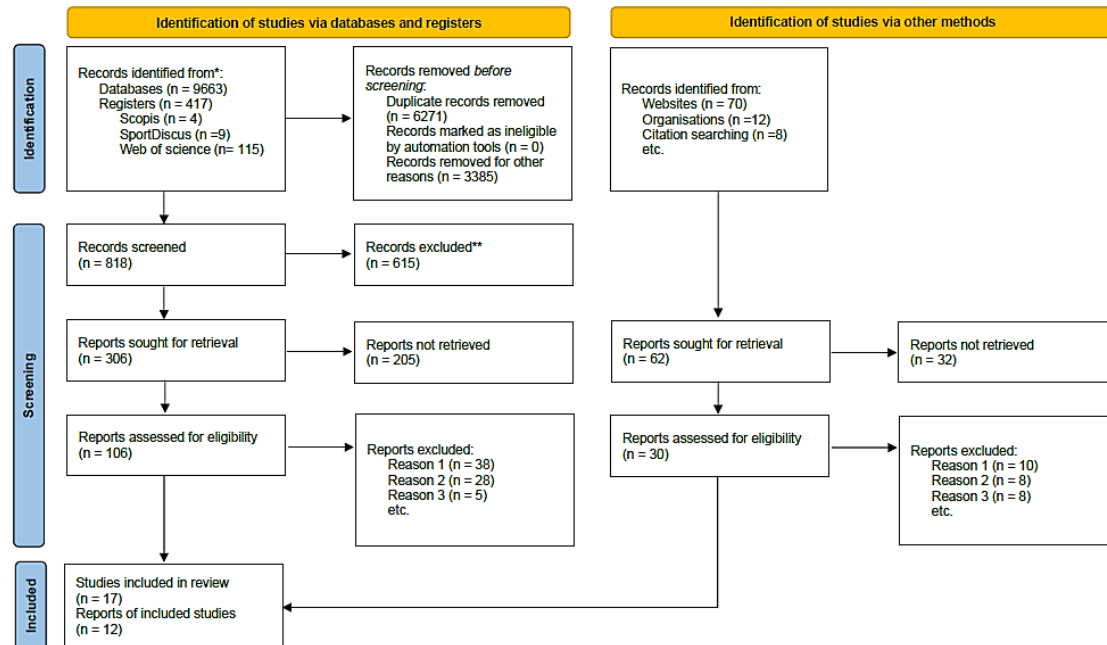 Identification of studies via databases and registers
Identification of studies via other methods
Identification
Records identified from*:
Databases (n = 9663)
Registers (n = 417)
Scopis (n = 4)
SportDiscus (n =9)
Web of science (n= 115)
Records removed before
screening:
Duplicate records removed
(n = 6271)
Records marked as ineligible
by automation tools (n = 0)
Records removed for other
reasons (n = 3385)
Records identified from:
Websites (n = 70)
Organisations (n =12)
Citation searching (n =8)
etc.
Screening
Records screened
(n = 818)
Records excluded**
(n = 615)
Reports sought for retrieval
(n = 306)
Reports not retrieved
(n = 205)
Reports sought for retrieval
(n = 62)
Reports not retrieved
(n = 32)
Reports assessed for eligibility
(n = 106)
Reports excluded:
Reason 1 (n = 38)
Reason 2 (n = 28)
Reason 3 (n = 5)
etc.
Reports assessed for eligibility
(n = 30)
Reports excluded:
Reason 1 (n = 10)
Reason 2 (n = 8)
Reason 3 (n = 8)
etc.
Included
Studies included in review
(n = 17)
Reports of included studies
(n = 12)